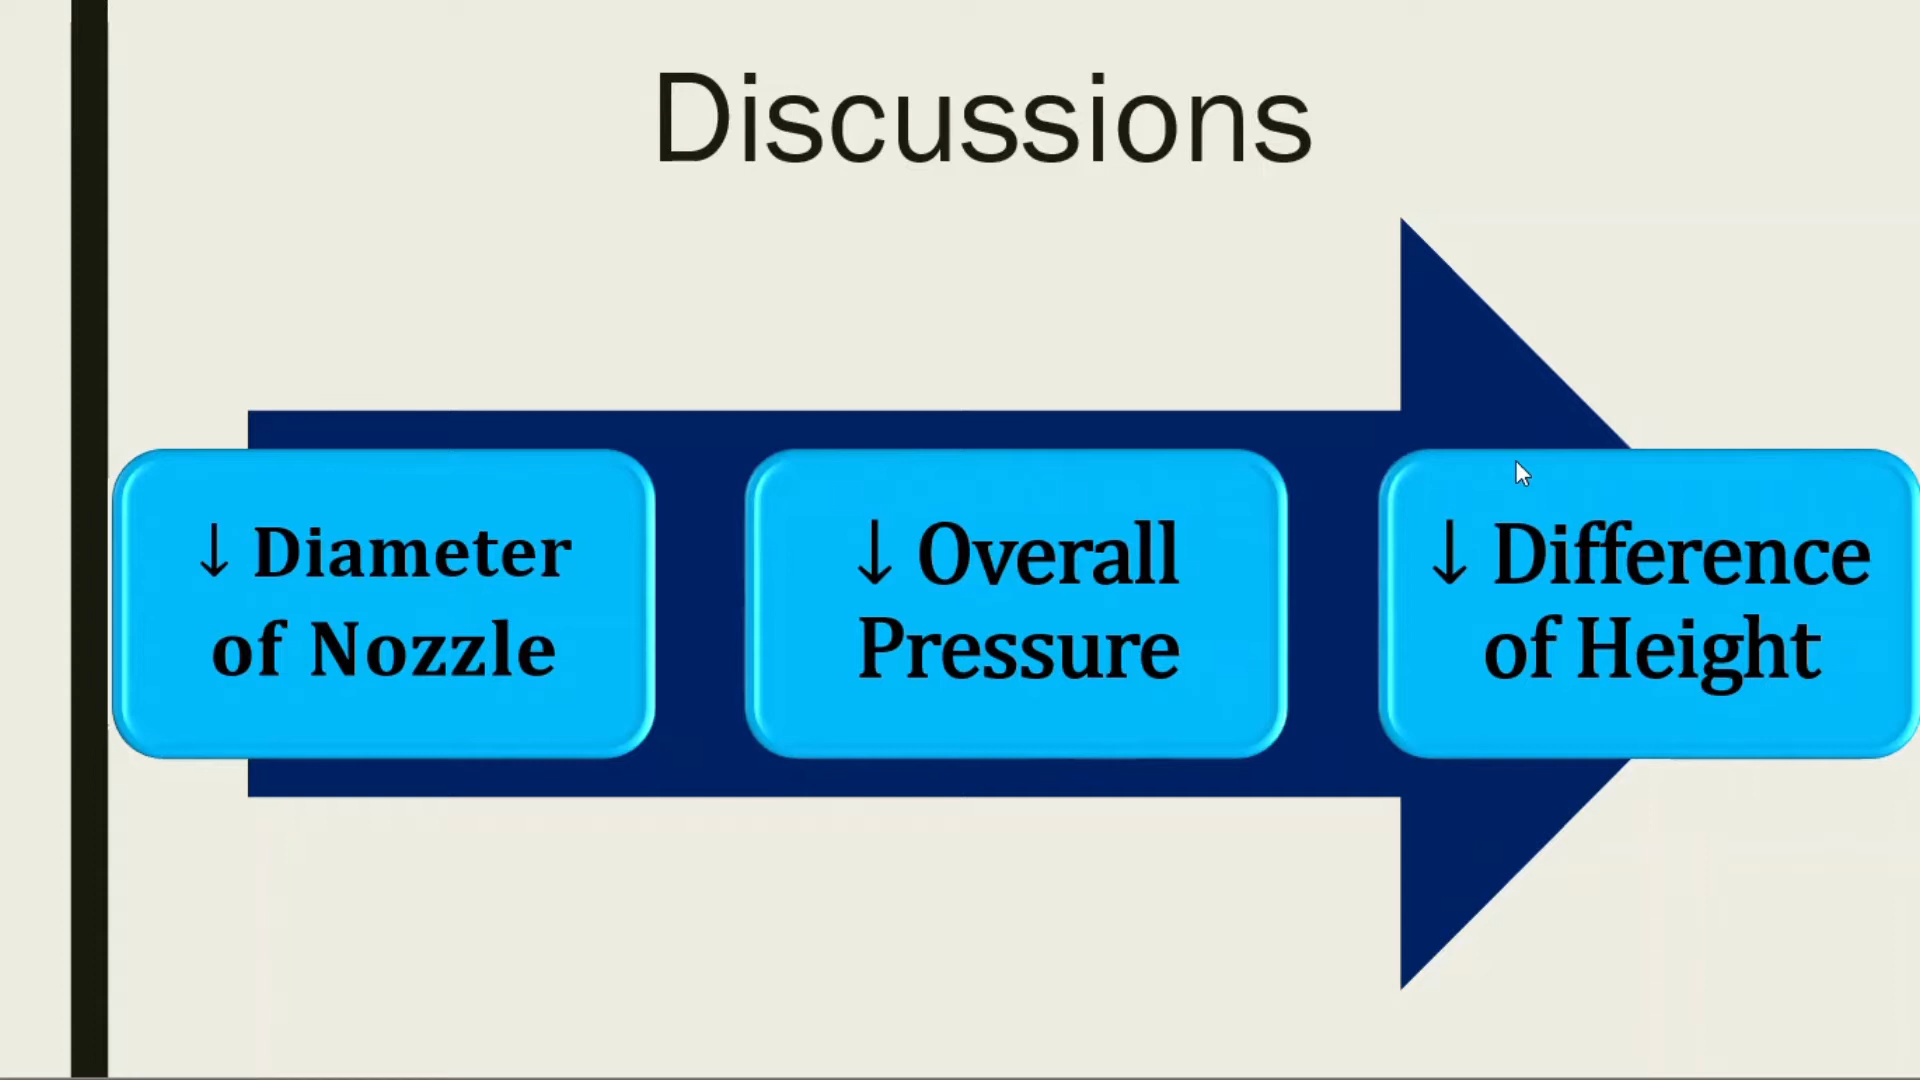 Discussions
↓ Diameter
of Nozzle
↓ Overall
Pressure
↓ Difference
of Height